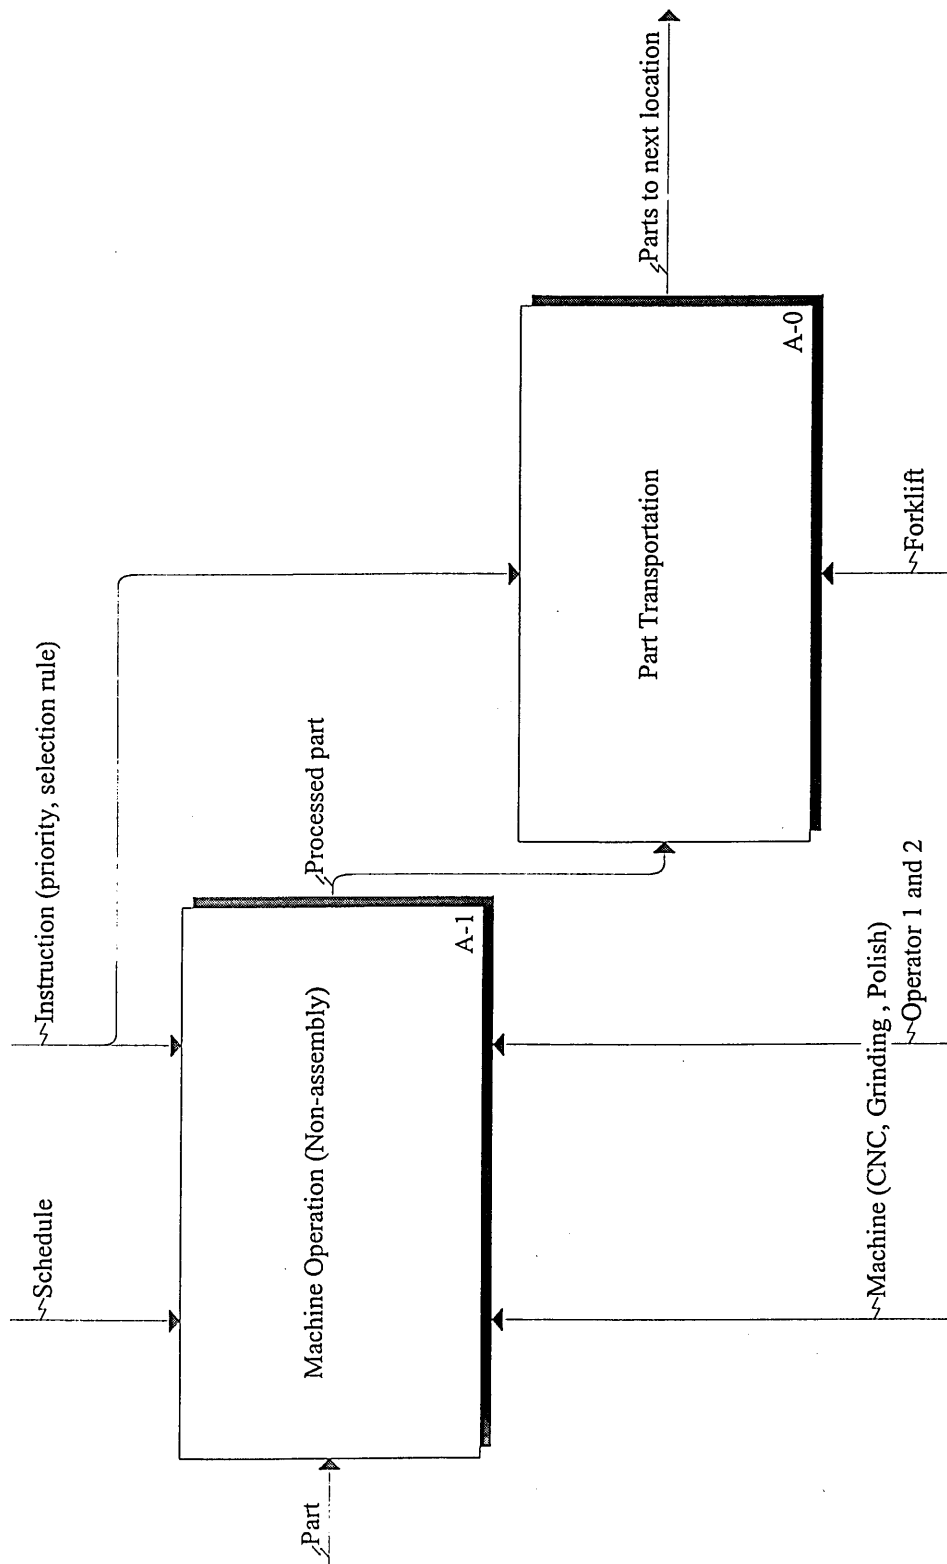 Schedule
Instruction (priority, selection rule)
Part
Machine Operation (Non-assembly)
A-1
Processed part
Part Transportation
A-0
Parts to next location
Machine (CNC, Grinding , Polish)
Operator 1 and 2
Forklift